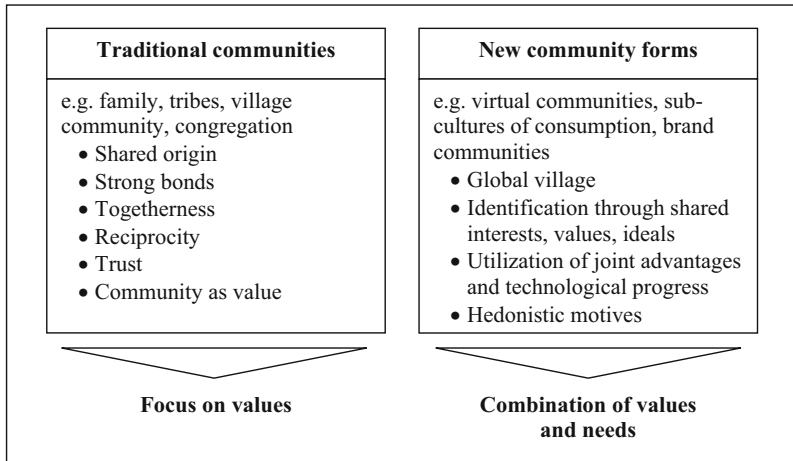 Traditional communities
e.g. family, tribes, village
community, congregation
• Shared origin
• Strong bonds
• Togetherness
• Reciprocity
• Trust
• Community as value
Focus on values
New community forms
e.g. virtual communities, sub-
cultures of consumption, brand
communities
• Global village
• Identification through shared
interests, values, ideals
• Utilization of joint advantages
and technological progress
• Hedonistic motives
Combination of values
and needs